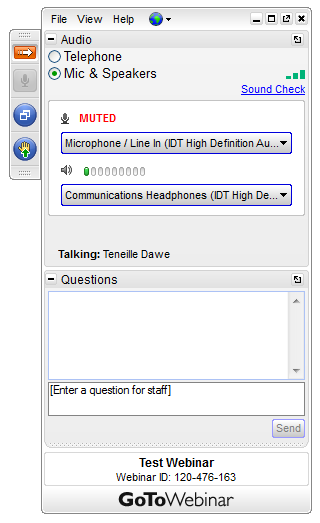 File View Help
Audio
Telephone
Mic & Speakers
Sound Check
MUTED
Microphone / Line In (IDT High Definition Au...
Communications Headphones (IDT High De...
Talking: Teneille Dawe
Questions
[Enter a question for staff]
Send
Test Webinar
Webinar ID: 120-476-163
GoToWebinar